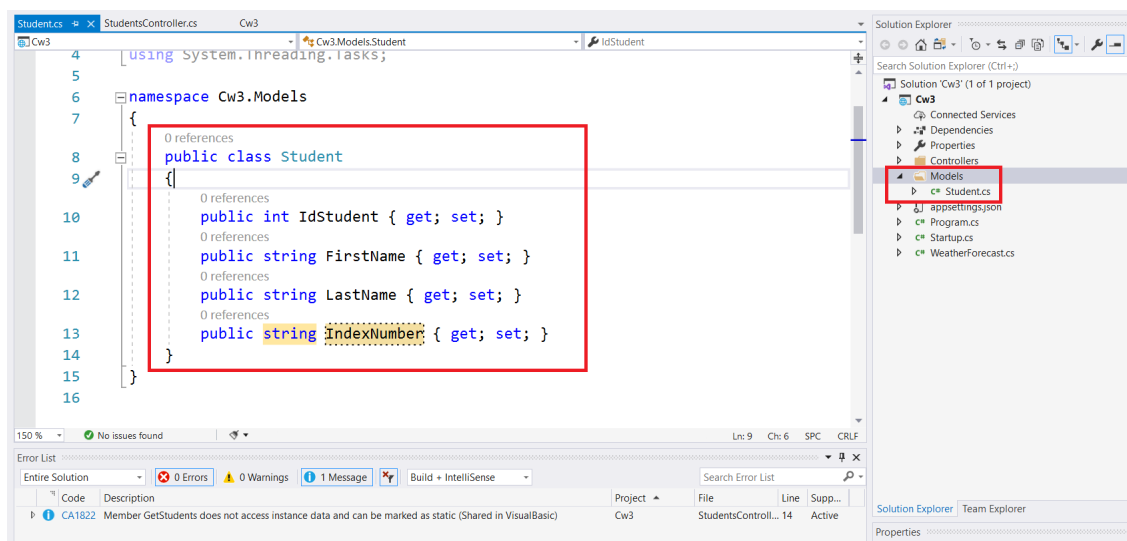 Student.cs StudentsController.cs Cw3
Cw3 Cw3.Models.Student IdStudent
4 using System.Threading.Tasks;
5
6 namespace Cw3.Models
7 {
0 references
8 public class Student
9 {
0 references
10 public int IdStudent { get; set; }
0 references
11 public string FirstName { get; set; }
0 references
12 public string LastName { get; set; }
0 references
13 public string IndexNumber { get; set; }
14 }
15 }
16
150 % No issues found Ln: 9 Ch: 6 SPC CRLF
Error List
Entire Solution 0 Errors 0 Warnings 1 Message Build + IntelliSense Search Error List
Code Description Project File Line Supp...
CA1822 Member GetStudents does not access instance data and can be marked as static (Shared in VisualBasic) Cw3 StudentsControll... 14 Active
Solution Explorer
Search Solution Explorer (Ctrl+;)
Solution 'Cw3' (1 of 1 project)
Cw3
Connected Services
Dependencies
Properties
Controllers
Models
C# Student.cs
appsettings.json
C# Program.cs
C# Startup.cs
C# WeatherForecast.cs
Solution Explorer Team Explorer
Properties